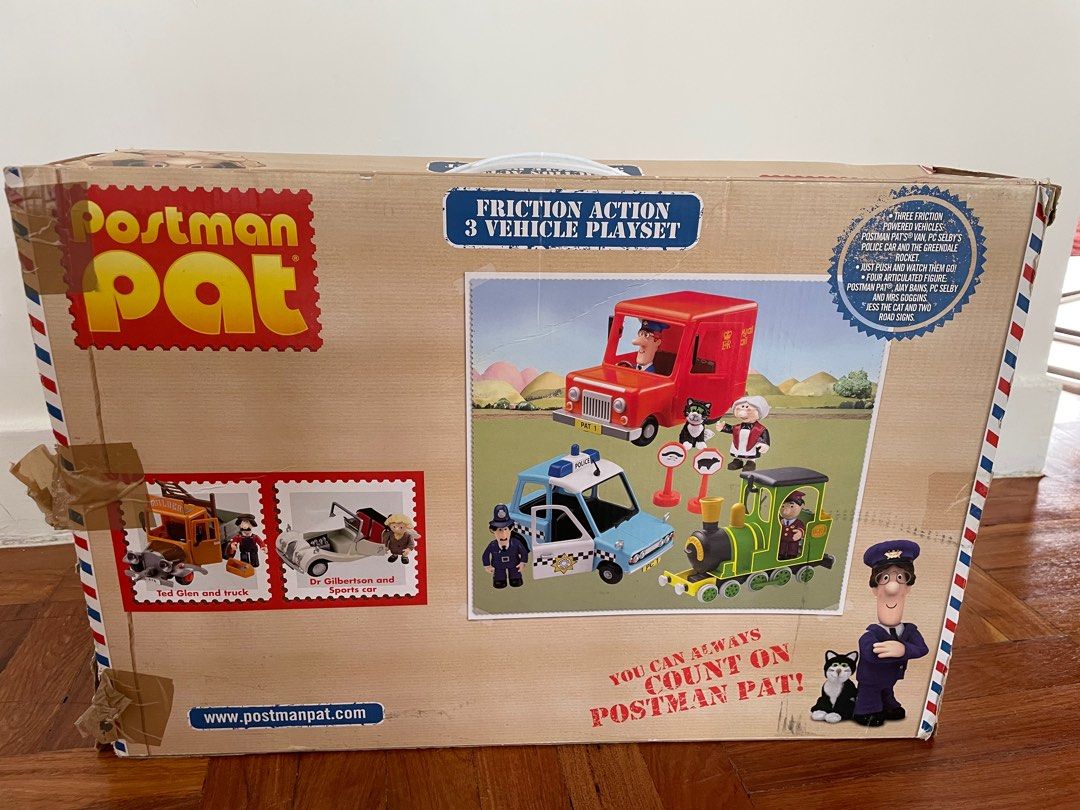 Postman
Pat®
FRICTION ACTION
3 VEHICLE PLAYSET
• THREE FRICTION
POWERED VEHICLES:
POSTMAN PAT'S® VAN, PC SELBY'S
POLICE CAR AND THE GREENDALE
ROCKET.
• JUST PUSH AND WATCH THEM GO!
• FOUR ARTICULATED FIGURE:
POSTMAN PAT®, AJAY BAINS, PC SELBY
AND MRS GOGGINS.
JESS THE CAT AND TWO
ROAD SIGNS.
PAT 1
POLICE
PC 1
Ted Glen and truck
Dr Gilbertson and
Sports car
YOU CAN ALWAYS
COUNT ON
POSTMAN PAT!
www.postmanpat.com